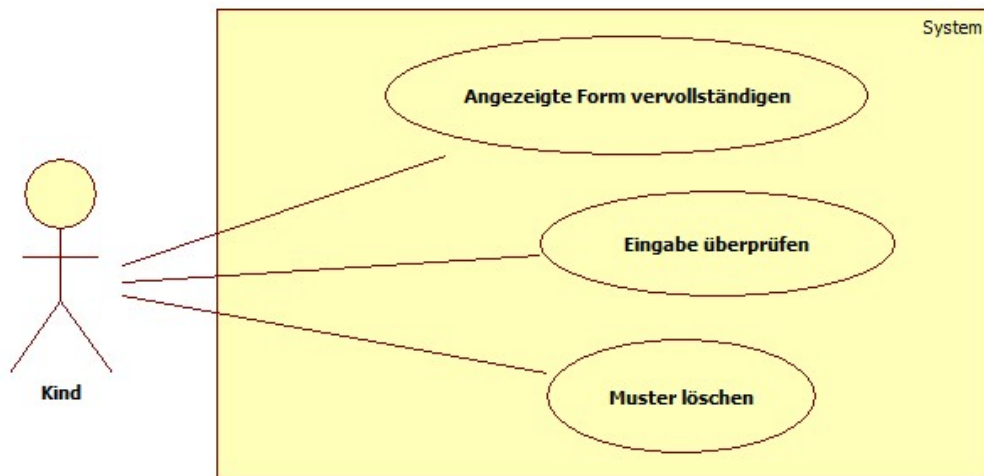 System
Angezeigte Form vervollständigen
Eingabe überprüfen
Kind
Muster löschen